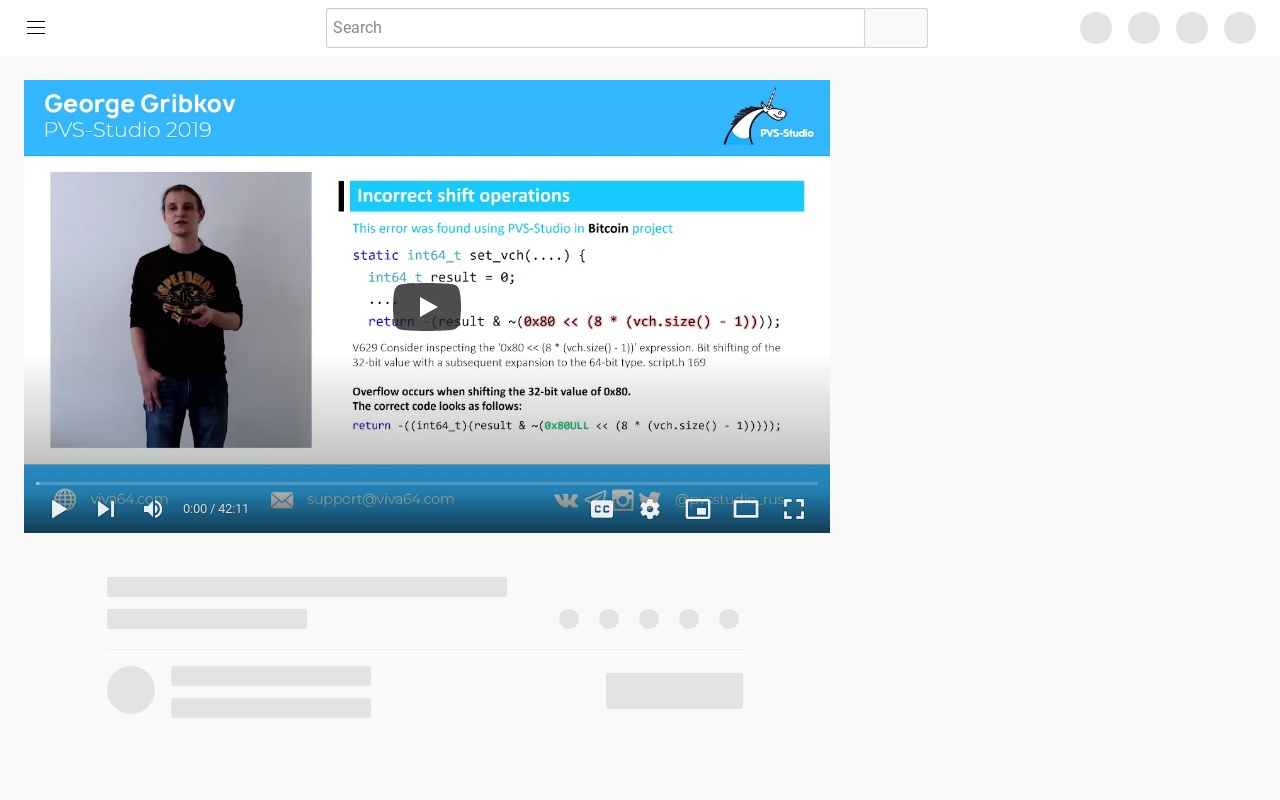 Search
George Gribkov
PVS-Studio 2019
PVS-Studio
SPEEDWAY
Incorrect shift operations
This error was found using PVS-Studio in Bitcoin project
static int64_t set_vch(....) {
int64_t result = 0;
....
return -(result & ~(0x80 << (8 * (vch.size() - 1))));
V629 Consider inspecting the '0x80 << (8 * (vch.size() - 1))' expression. Bit shifting of the
32-bit value with a subsequent expansion to the 64-bit type. script.h 169
Overflow occurs when shifting the 32-bit value of 0x80.
The correct code looks as follows:
return -((int64_t)(result & ~(0x80ULL << (8 * (vch.size() - 1)))));
viva64.com
support@viva64.com
@pvsstudio_rus
0:00 / 42:11
CC